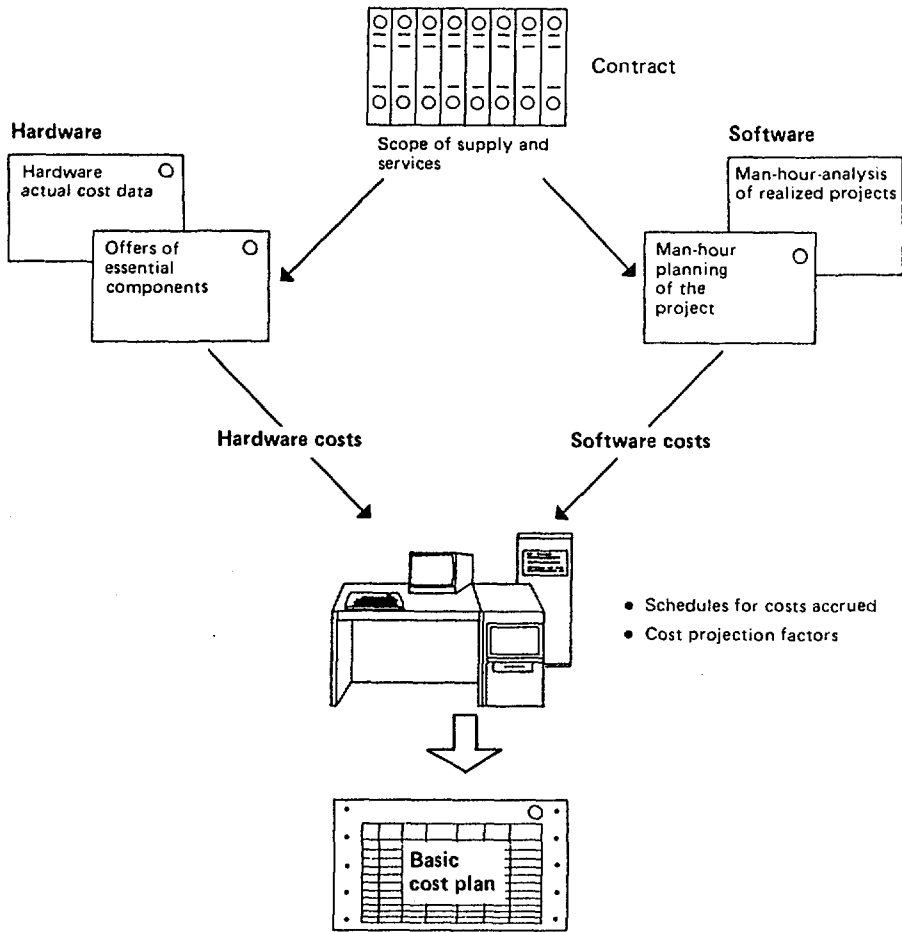 Contract
Scope of supply and
services
Hardware
Hardware
actual cost data
Offers of
essential
components
Software
Man-hour-analysis
of realized projects
Man-hour
planning
of the
project
Hardware costs
Software costs
• Schedules for costs accrued
• Cost projection factors
Basic
cost plan